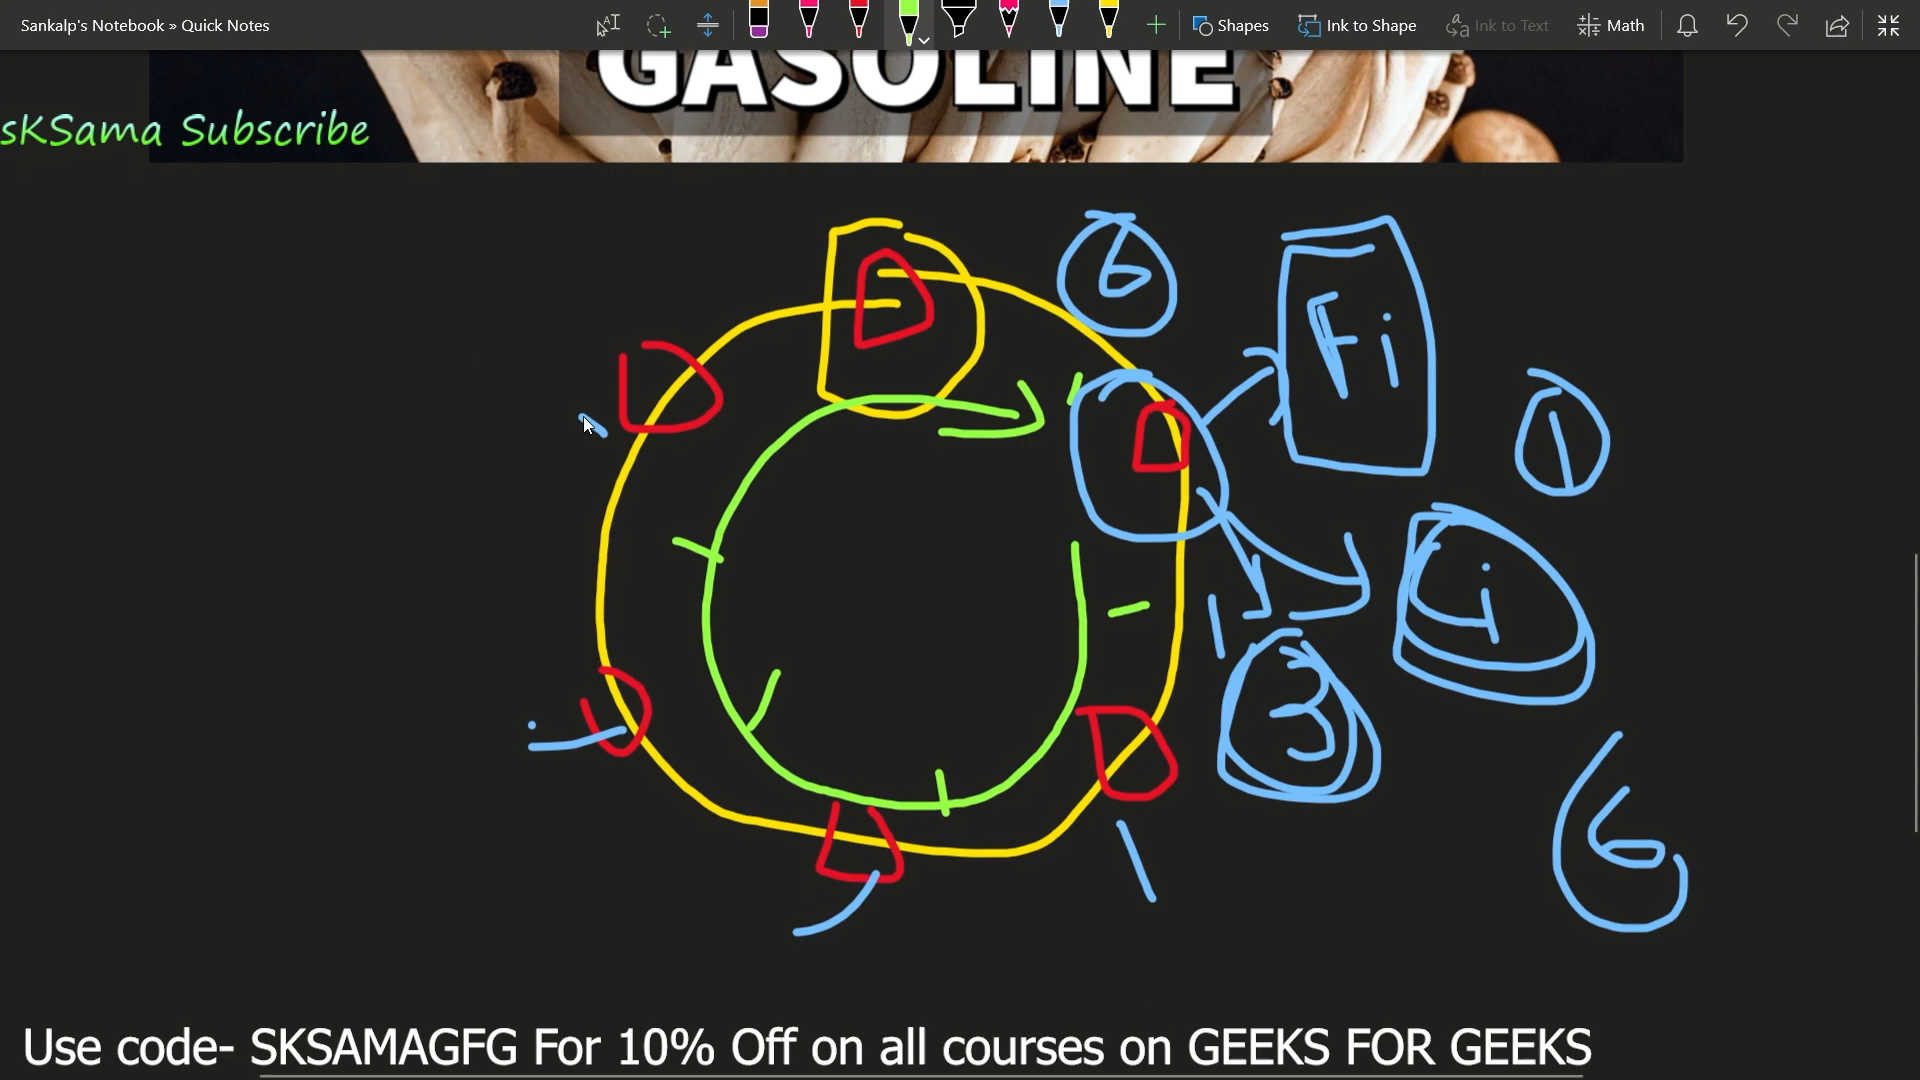 Sankalp's Notebook » Quick Notes
Shapes
Ink to Shape
Ink to Text
Math
GASOLINE
sKSama Subscribe
6
Fi
1
i
3
6
Use code- SKSAMAGFG For 10% Off on all courses on GEEKS FOR GEEKS